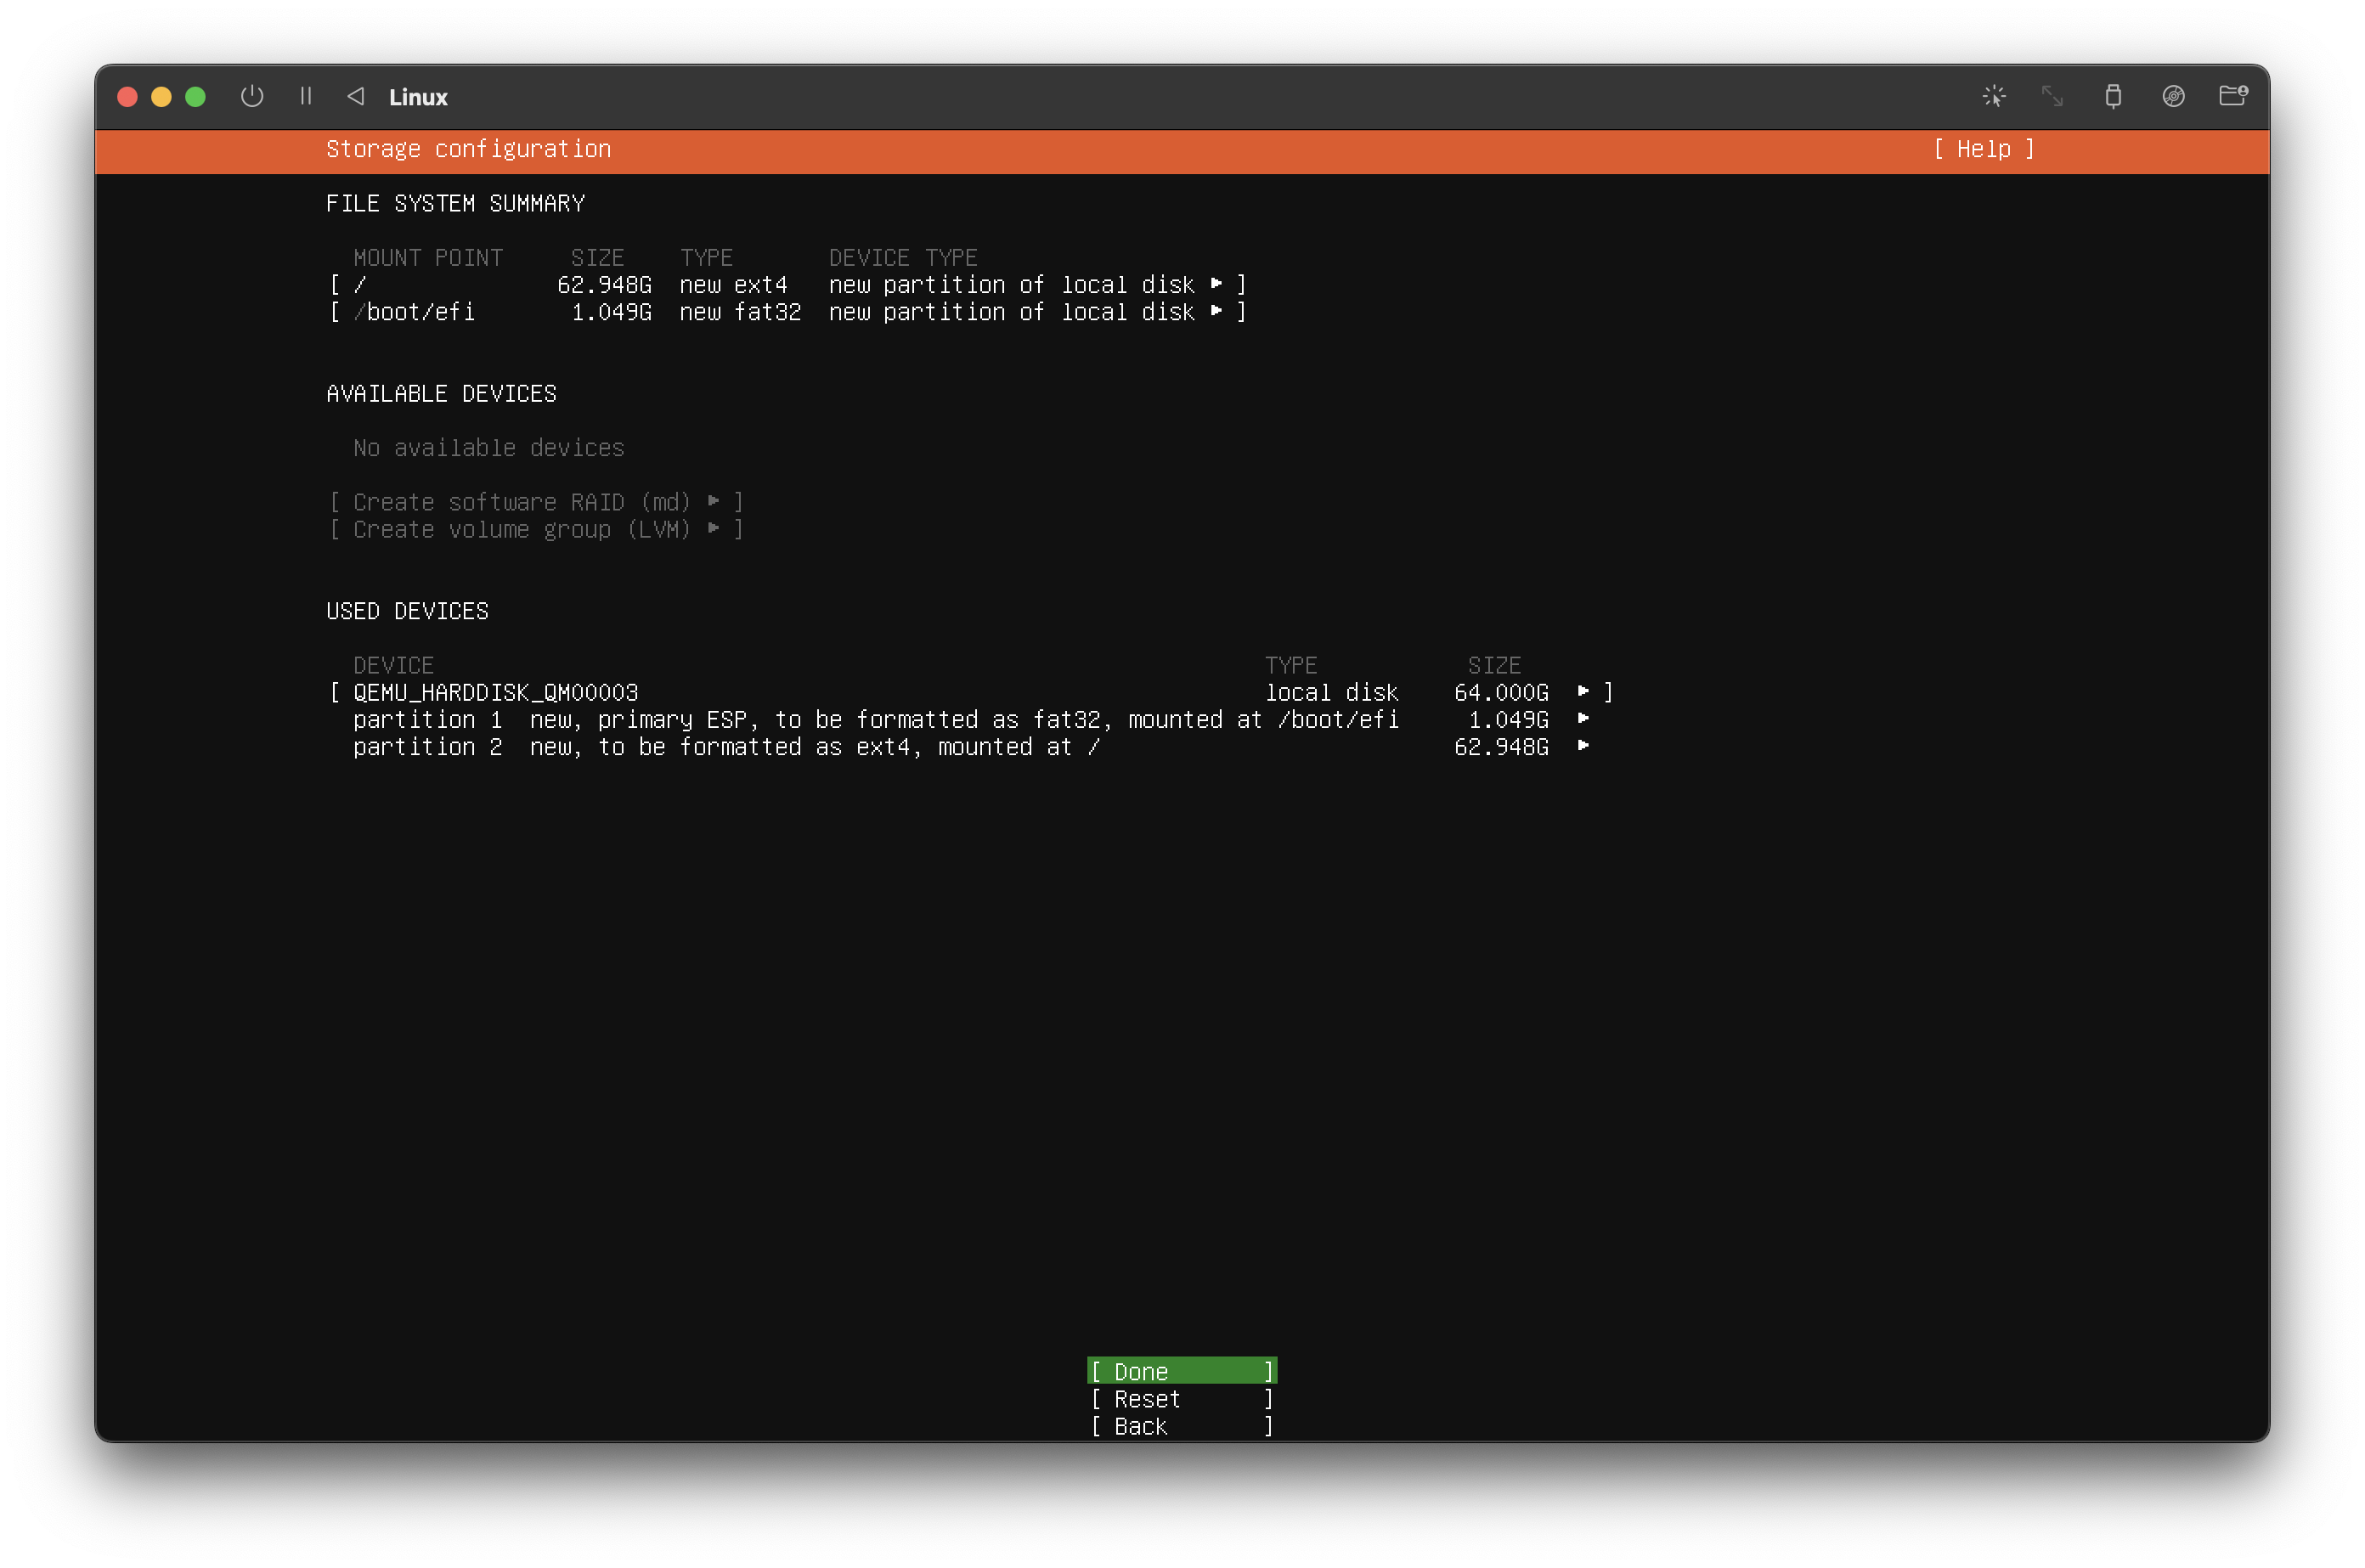 Linux
Storage configuration [ Help ]
FILE SYSTEM SUMMARY
MOUNT POINT SIZE TYPE DEVICE TYPE
[ / 62.948G new ext4 new partition of local disk ▸ ]
[ /boot/efi 1.049G new fat32 new partition of local disk ▸ ]
AVAILABLE DEVICES
No available devices
[ Create software RAID (md) ▸ ]
[ Create volume group (LVM) ▸ ]
USED DEVICES
DEVICE TYPE SIZE
[ QEMU_HARDDISK_QM00003 local disk 64.000G ▸ ]
partition 1 new, primary ESP, to be formatted as fat32, mounted at /boot/efi 1.049G ▸
partition 2 new, to be formatted as ext4, mounted at / 62.948G ▸
[ Done ]
[ Reset ]
[ Back ]